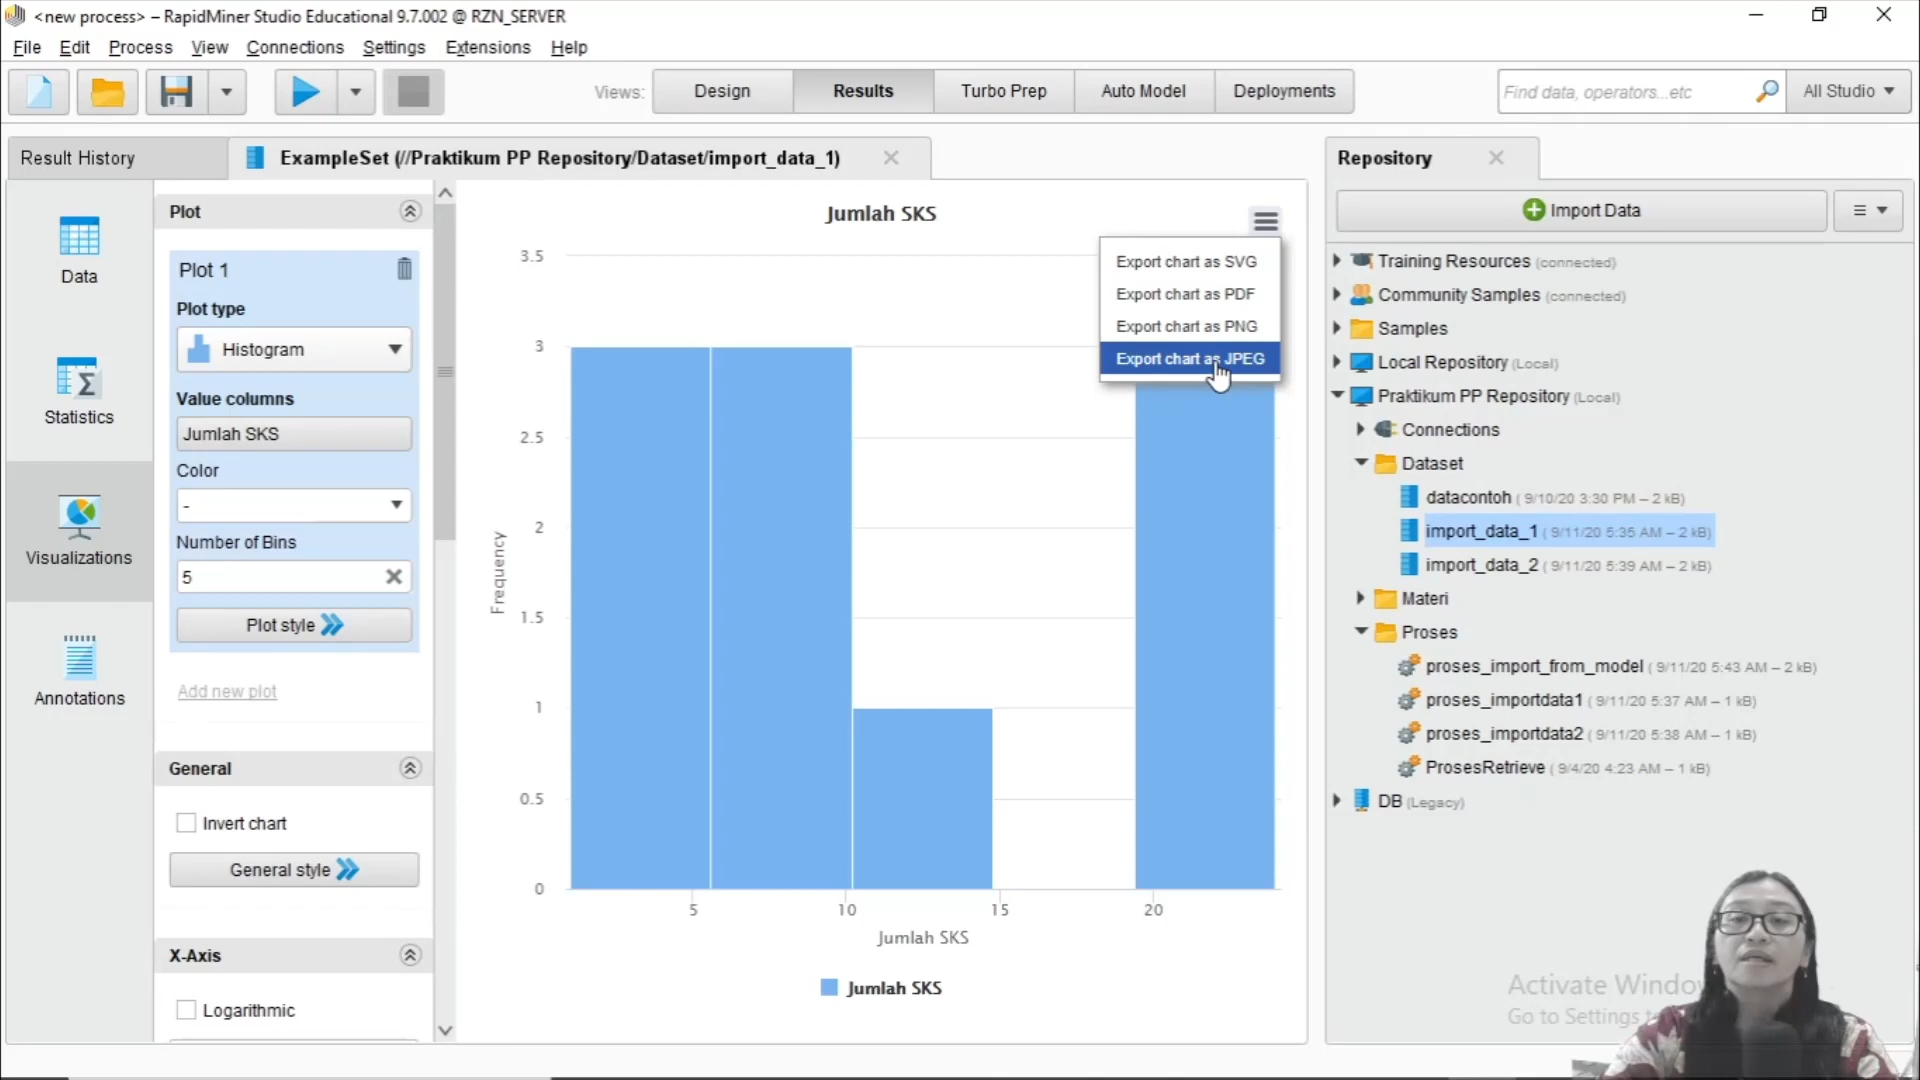 <new process> – RapidMiner Studio Educational 9.7.002 @ RZN_SERVER
File Edit Process View Connections Settings Extensions Help
Views: Design Results Turbo Prep Auto Model Deployments
Find data, operators...etc
All Studio
Result History
ExampleSet (//Praktikum PP Repository/Dataset/import_data_1)
Data
Statistics
Visualizations
Annotations
Plot
Plot 1
Plot type
Histogram
Value columns
Jumlah SKS
Color
-
Number of Bins
5
Plot style
Add new plot
General
Invert chart
General style
X-Axis
Logarithmic
Jumlah SKS
3.5
3
2.5
2
1.5
1
0.5
0
Frequency
5 10 15 20
Jumlah SKS
Jumlah SKS
Export chart as SVG
Export chart as PDF
Export chart as PNG
Export chart as JPEG
Repository
Import Data
Training Resources (connected)
Community Samples (connected)
Samples
Local Repository (Local)
Praktikum PP Repository (Local)
Connections
Dataset
datacontoh ( 9/10/20 3:30 PM – 2 kB)
import_data_1 ( 9/11/20 5:35 AM – 2 kB)
import_data_2 ( 9/11/20 5:39 AM – 2 kB)
Materi
Proses
proses_import_from_model ( 9/11/20 5:43 AM – 2 kB)
proses_importdata1 ( 9/11/20 5:37 AM – 1 kB)
proses_importdata2 ( 9/11/20 5:38 AM – 1 kB)
ProsesRetrieve ( 9/4/20 4:23 AM – 1 kB)
DB (Legacy)
Activate
Go to Settings